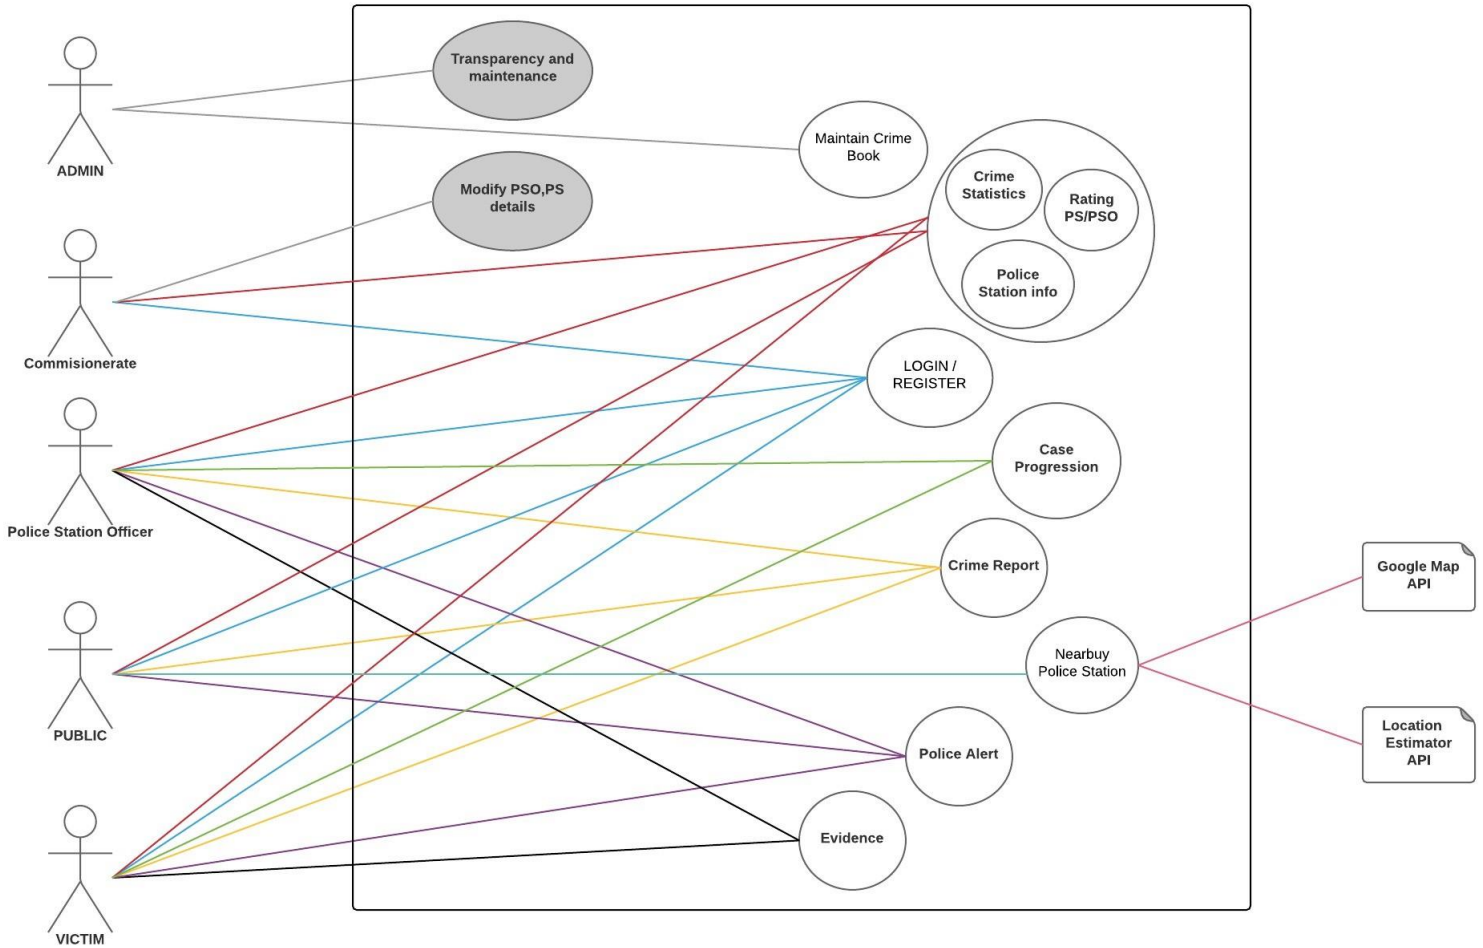 Transparency and
maintenance
ADMIN
Maintain Crime
Book
Modify PSO,PS
details
Crime
Statistics
Rating
PS/PSO
Police
Station info
Commisionerate
LOGIN /
REGISTER
Case
Progression
Police Station Officer
Crime Report
Google Map
API
Nearbuy
Police Station
PUBLIC
Location
Estimator
API
Police Alert
Evidence
VICTIM